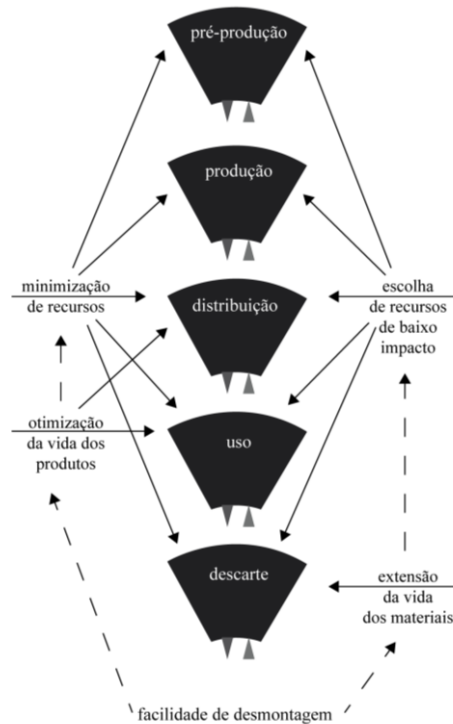 pré-produção
produção
minimização
de recursos
distribuição
escolha
de recursos
de baixo
impacto
otimização
da vida dos
produtos
uso
descarte
extensão
da vida
dos materiais
facilidade de desmontagem